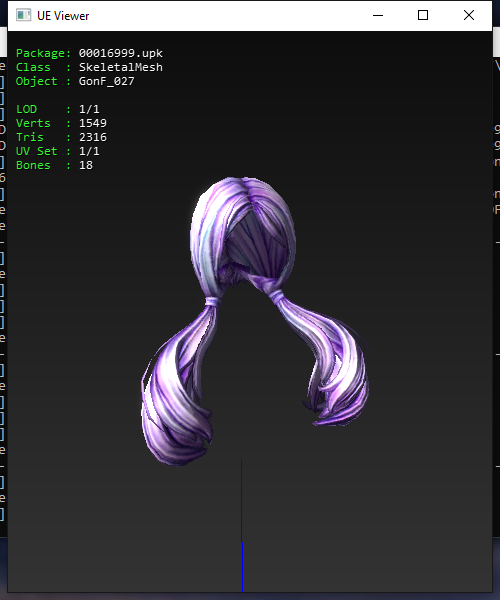 UE Viewer
Package: 00016999.upk
Class  : SkeletalMesh
Object : GonF_027
LOD    : 1/1
Verts  : 1549
Tris   : 2316
UV Set : 1/1
Bones  : 18